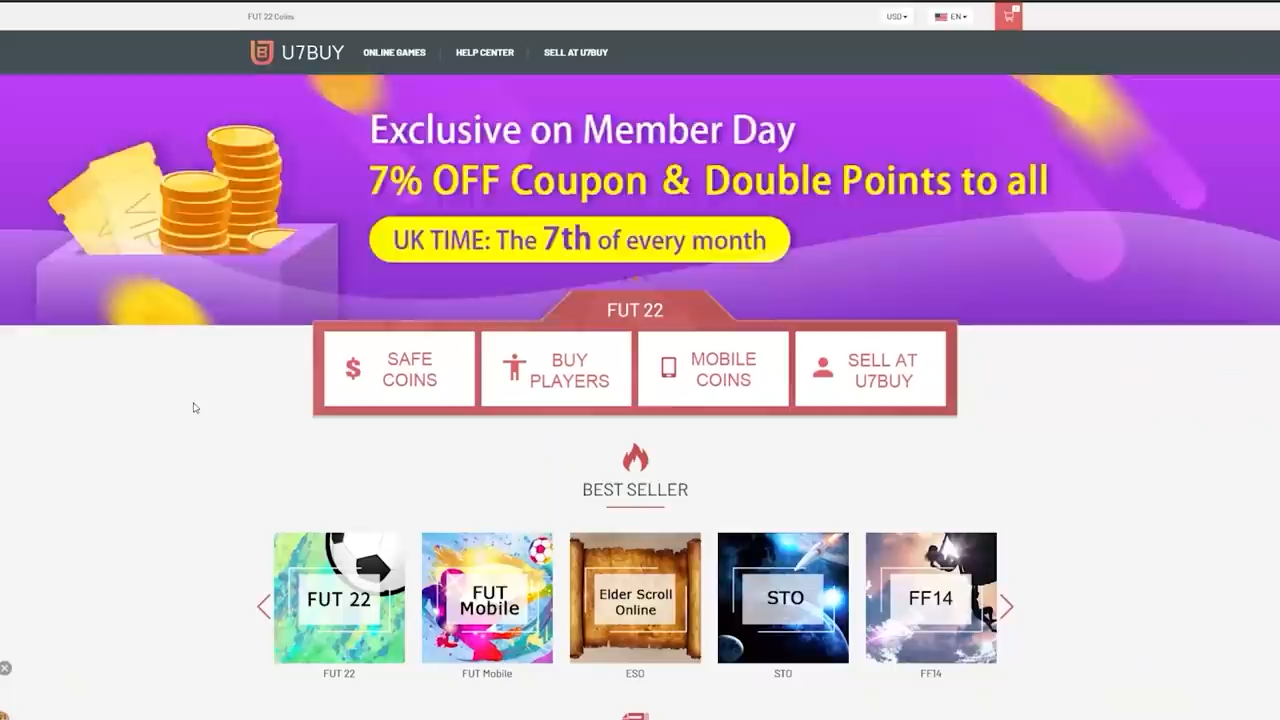 FUT 22 Coins
USD
EN
1
U7BUY
ONLINE GAMES
HELP CENTER
SELL AT U7BUY
Exclusive on Member Day
7% OFF Coupon & Double Points to all
UK TIME: The 7th of every month
VIP
FUT 22
SAFE
COINS
BUY
PLAYERS
MOBILE
COINS
SELL AT
U7BUY
BEST SELLER
FUT 22
FUT
Mobile
Elder Scroll
Online
STO
FF14
FUT 22
FUT Mobile
ESO
STO
FF14